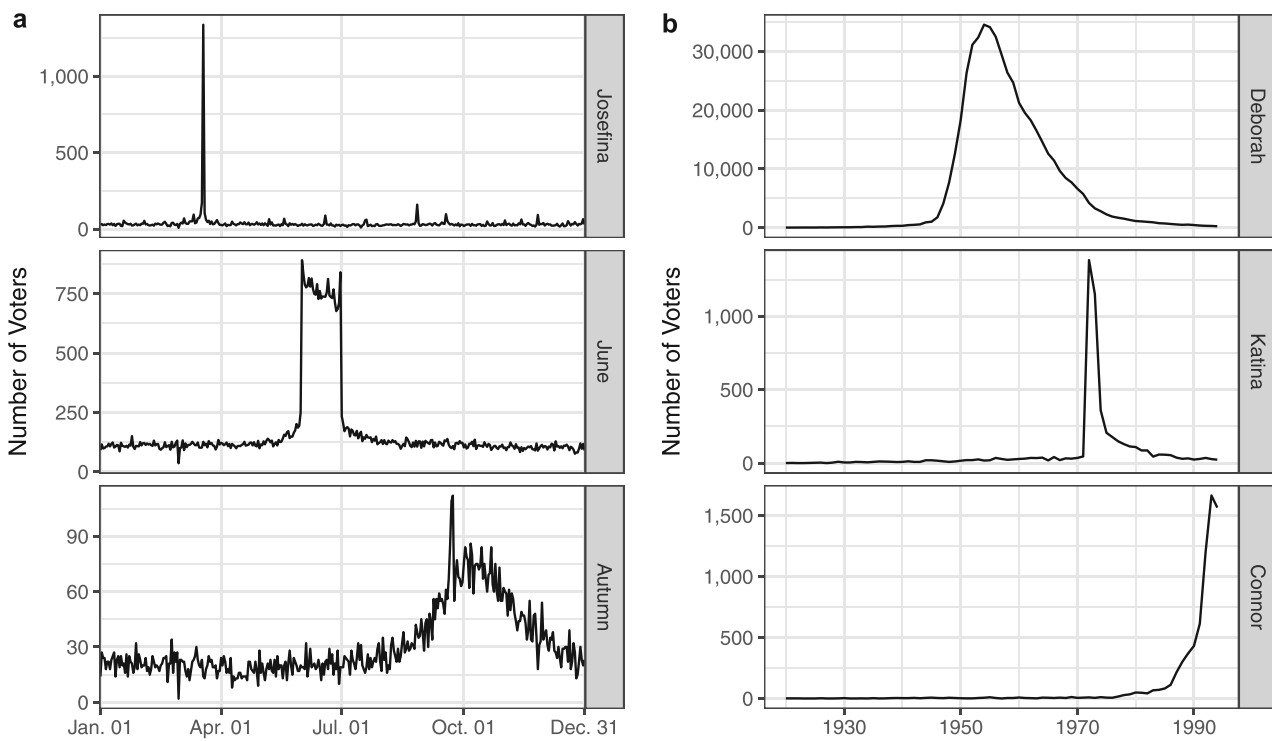 a
Number of Voters
1,000
500
0
Josefina
750
500
250
0
June
90
60
30
0
Autumn
Jan. 01 Apr. 01 Jul. 01 Oct. 01 Dec. 31
b
Number of Voters
30,000
20,000
10,000
0
Deborah
1,000
500
0
Katina
1,500
1,000
500
0
Connor
1930 1950 1970 1990